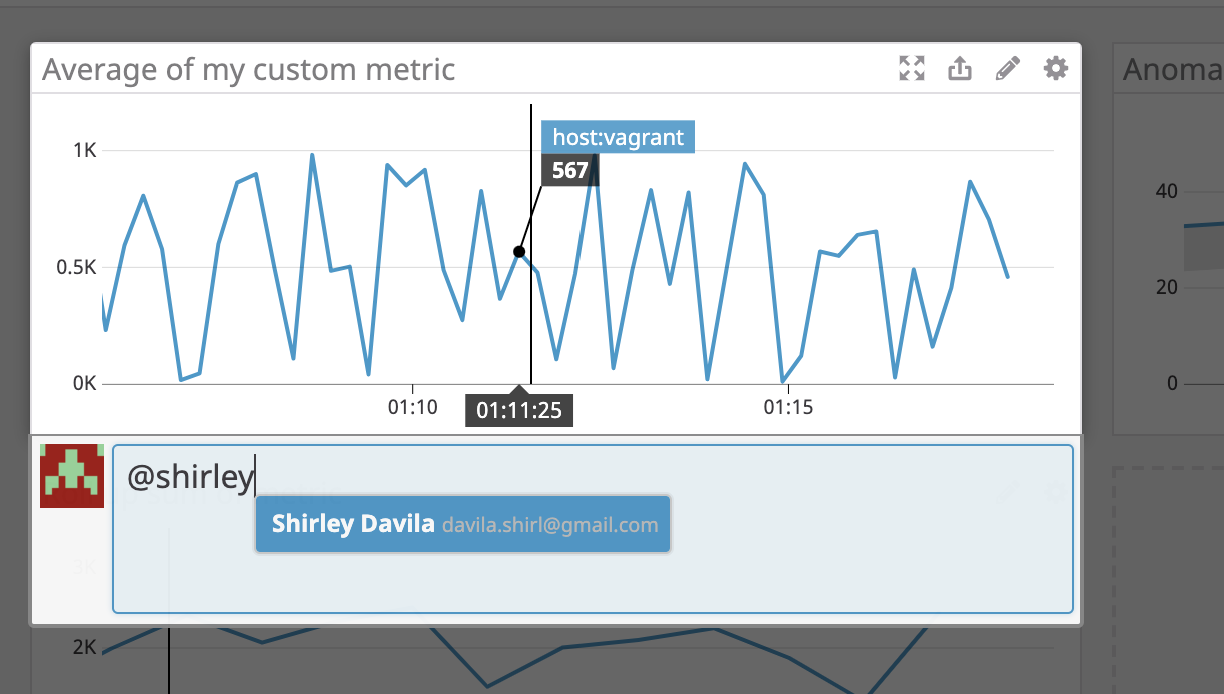 Average of my custom metric
Anoma
host:vagrant
567
1K
0.5K
0K
01:10
01:11:25
01:15
40
20
0
@shirley
Shirley Davila davila.shirl@gmail.com
3K
2K